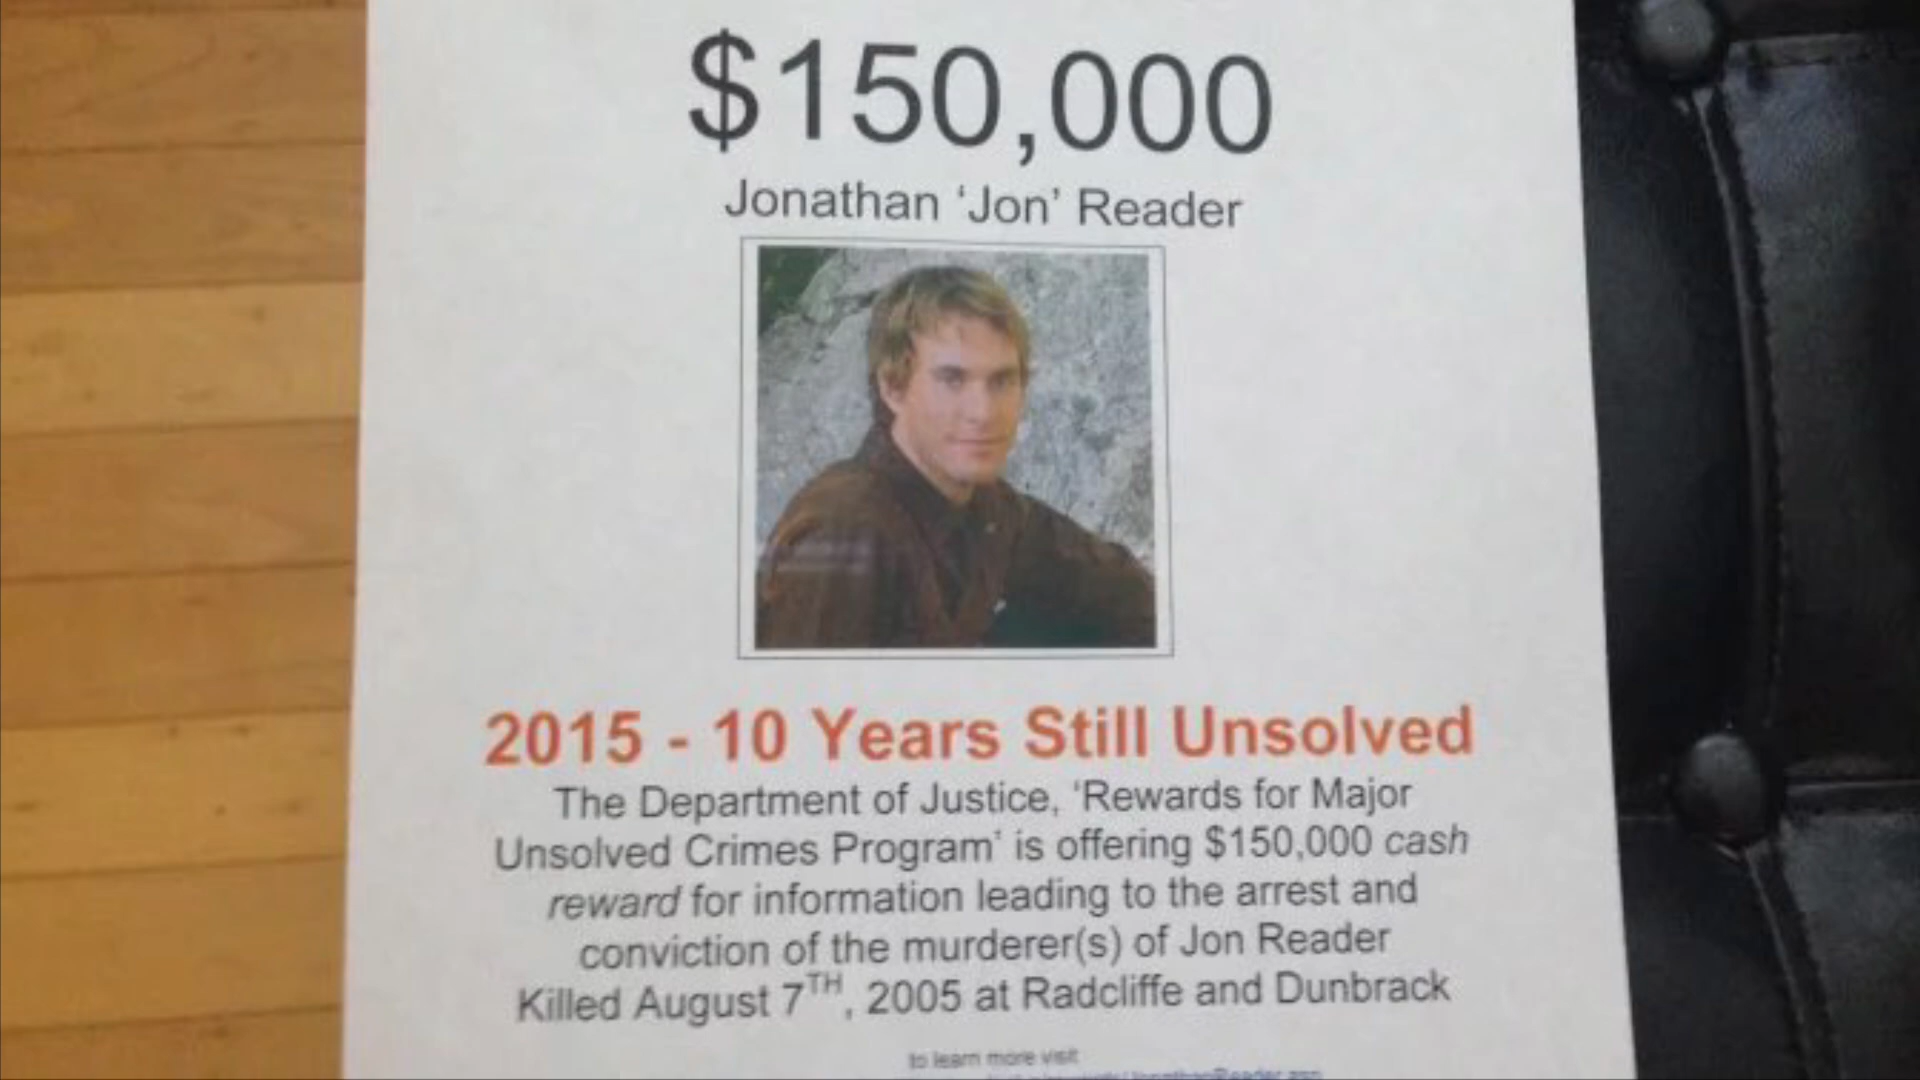 $150,000
Jonathan ‘Jon’ Reader
2015 - 10 Years Still Unsolved
The Department of Justice, ‘Rewards for Major
Unsolved Crimes Program’ is offering $150,000 cash
reward for information leading to the arrest and
conviction of the murderer(s) of Jon Reader
Killed August 7TH, 2005 at Radcliffe and Dunbrack
to learn more visit